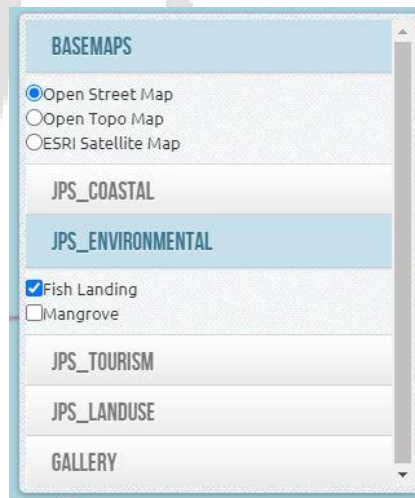 BASEMAPS
Open Street Map
Open Topo Map
ESRI Satellite Map
JPS_COASTAL
JPS_ENVIRONMENTAL
Fish Landing
Mangrove
JPS_TOURISM
JPS_LANDUSE
GALLERY